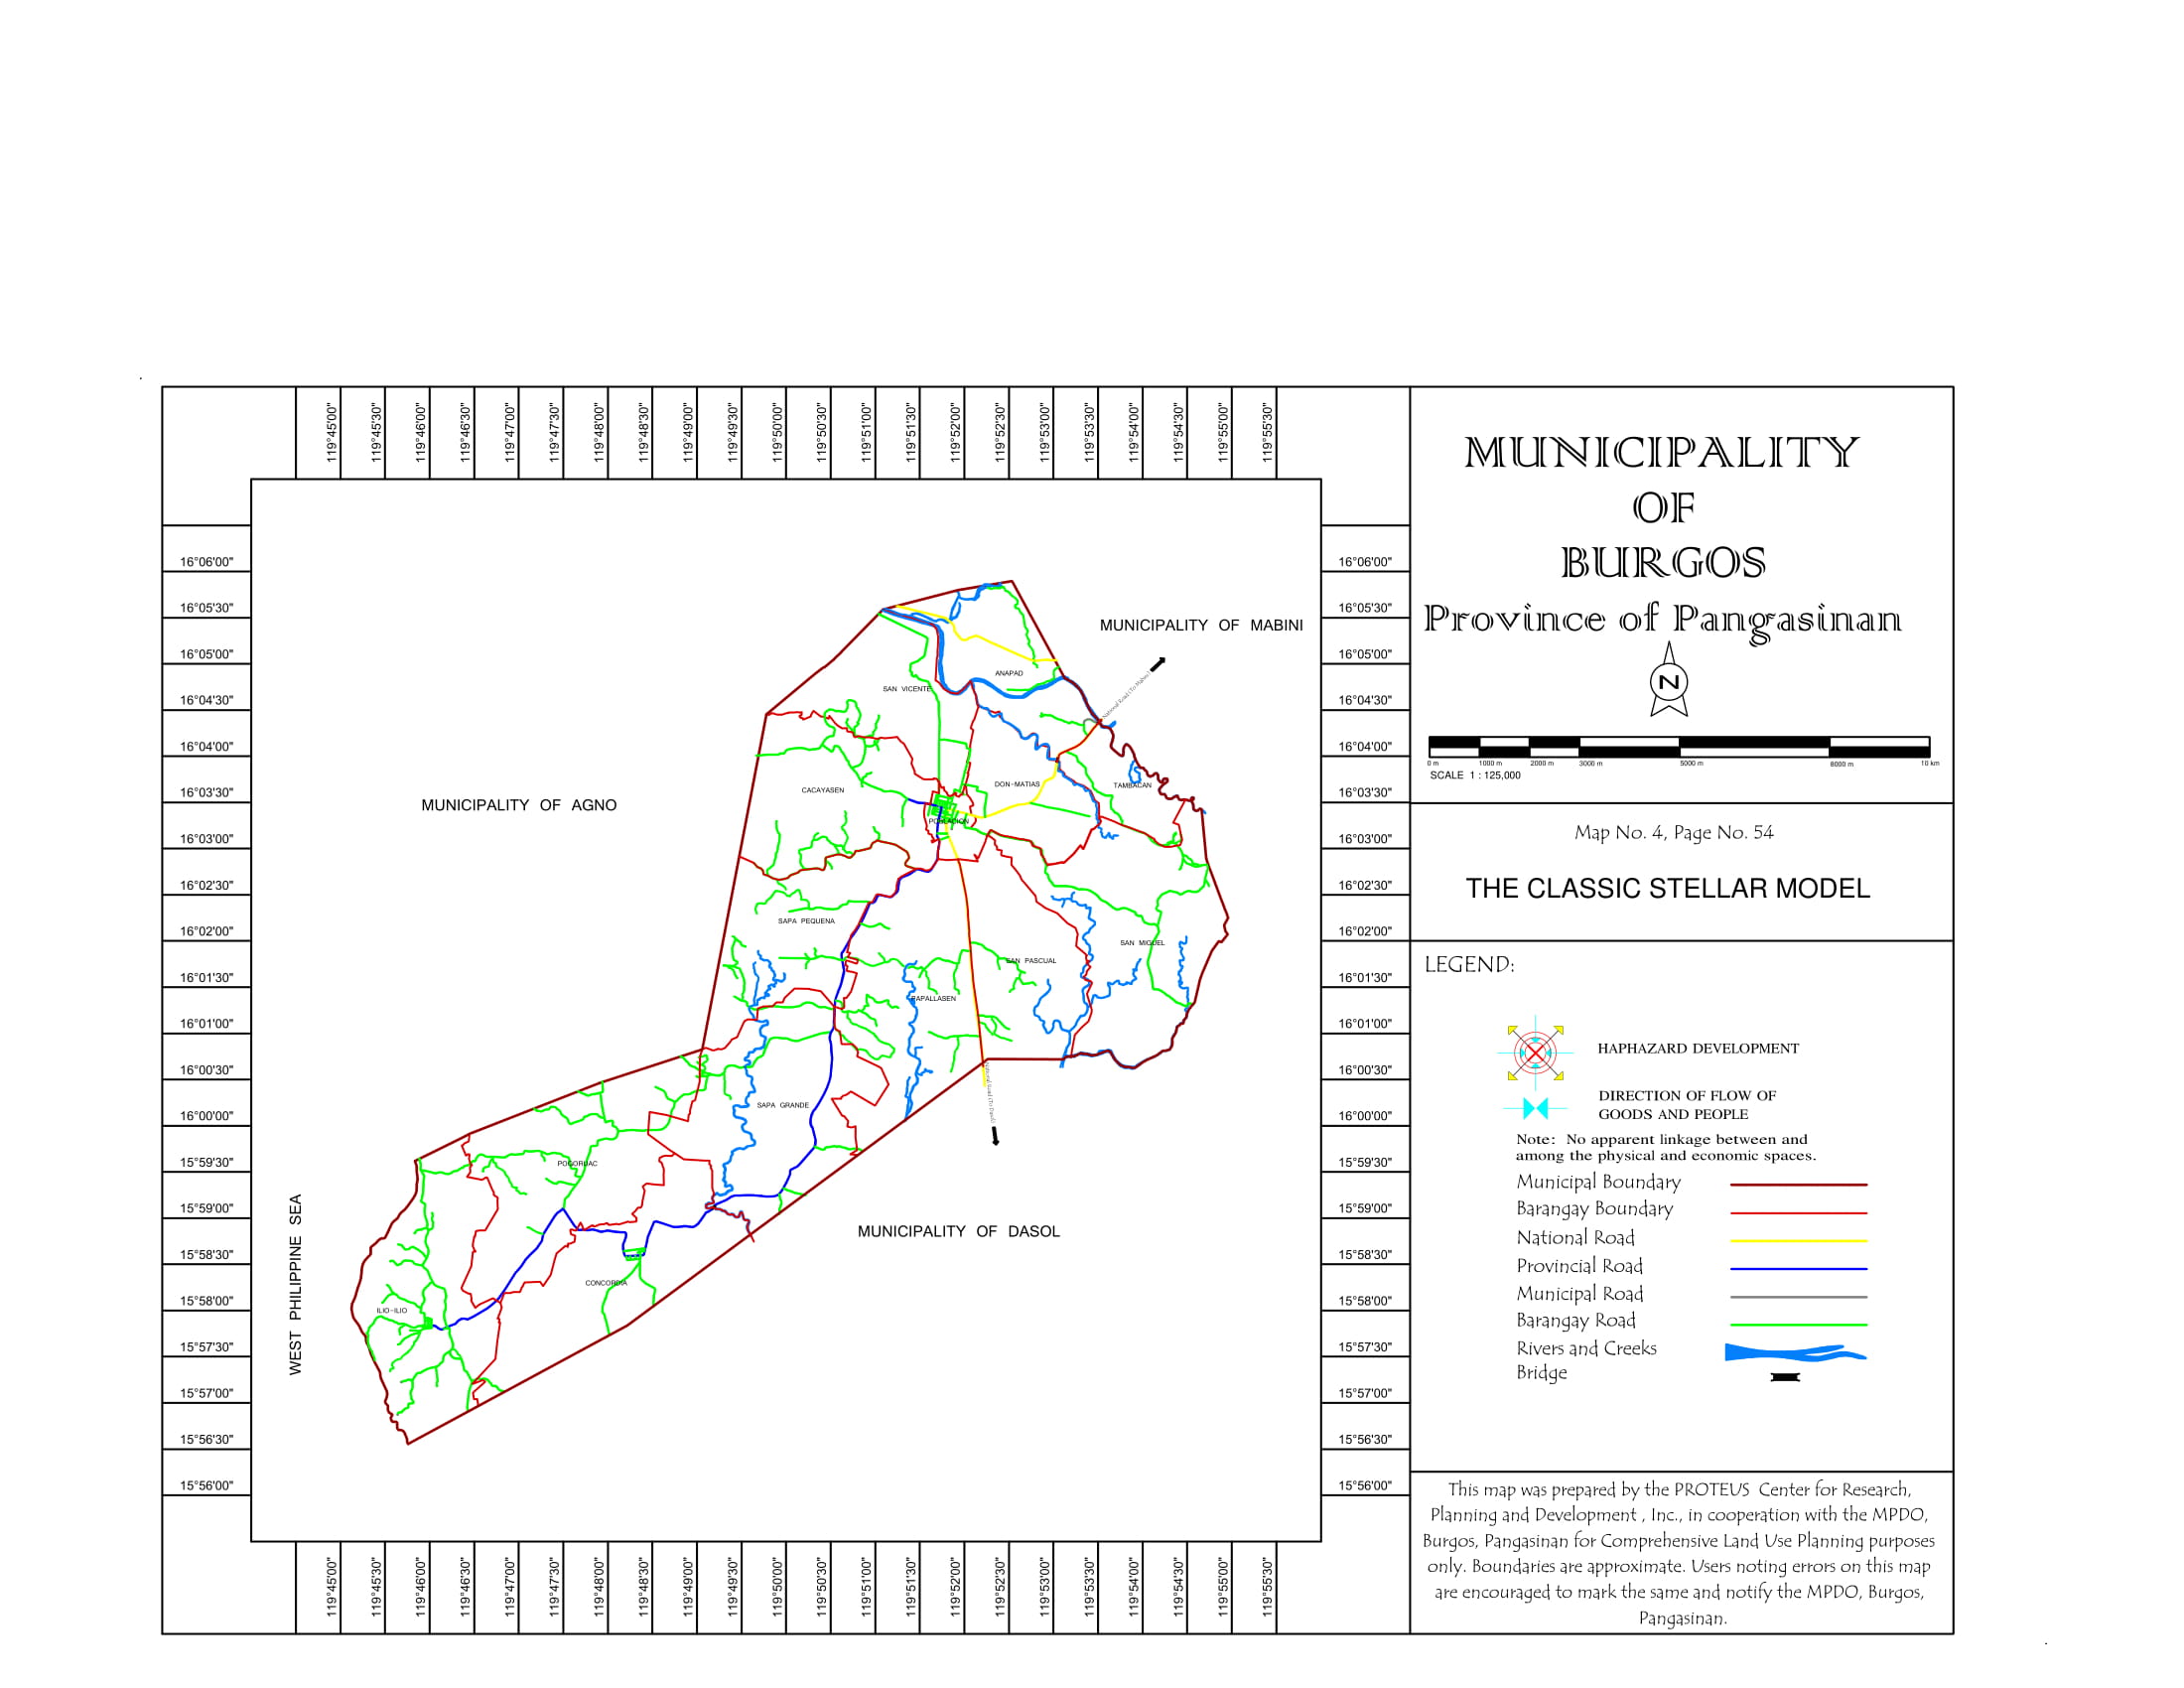 119°45'00" 119°45'30" 119°46'00" 119°46'30" 119°47'00" 119°47'30" 119°48'00" 119°48'30" 119°49'00" 119°49'30" 119°50'00" 119°50'30" 119°51'00" 119°51'30" 119°52'00" 119°52'30" 119°53'00" 119°53'30" 119°54'00" 119°54'30" 119°55'00" 119°55'30"
16°06'00" 16°06'00"
16°05'30" 16°05'30"
16°05'00" 16°05'00"
16°04'30" 16°04'30"
16°04'00" 16°04'00"
16°03'30" 16°03'30"
16°03'00" 16°03'00"
16°02'30" 16°02'30"
16°02'00" 16°02'00"
16°01'30" 16°01'30"
16°01'00" 16°01'00"
16°00'30" 16°00'30"
16°00'00" 16°00'00"
15°59'30" 15°59'30"
15°59'00" 15°59'00"
15°58'30" 15°58'30"
15°58'00" 15°58'00"
15°57'30" 15°57'30"
15°57'00" 15°57'00"
15°56'30" 15°56'30"
15°56'00" 15°56'00"
MUNICIPALITY OF MABINI
National Road (To Mabini)
ANAPAD
SAN VICENTE
CACAYASEN
DON-MATIAS
TAMBACAN
MUNICIPALITY OF AGNO
POBLACION
SAPA PEQUENA
SAN MIGUEL
SAN PASCUAL
PAPALLASEN
National Road (To Dasol)
SAPA GRANDE
POGORUAC
MUNICIPALITY OF DASOL
CONCORDIA
ILIO-ILIO
WEST PHILIPPINE SEA
119°45'00" 119°45'30" 119°46'00" 119°46'30" 119°47'00" 119°47'30" 119°48'00" 119°48'30" 119°49'00" 119°49'30" 119°50'00" 119°50'30" 119°51'00" 119°51'30" 119°52'00" 119°52'30" 119°53'00" 119°53'30" 119°54'00" 119°54'30" 119°55'00" 119°55'30"
MUNICIPALITY
OF
BURGOS
Province of Pangasinan
N
0 m 1000 m 2000 m 3000 m 5000 m 8000 m 10 km
SCALE 1 : 125,000
Map No. 4, Page No. 54
THE CLASSIC STELLAR MODEL
LEGEND:
HAPHAZARD DEVELOPMENT
DIRECTION OF FLOW OF
GOODS AND PEOPLE
Note: No apparent linkage between and
among the physical and economic spaces.
Municipal Boundary
Barangay Boundary
National Road
Provincial Road
Municipal Road
Barangay Road
Rivers and Creeks
Bridge
This map was prepared by the PROTEUS Center for Research,
Planning and Development , Inc., in cooperation with the MPDO,
Burgos, Pangasinan for Comprehensive Land Use Planning purposes
only. Boundaries are approximate. Users noting errors on this map
are encouraged to mark the same and notify the MPDO, Burgos,
Pangasinan.